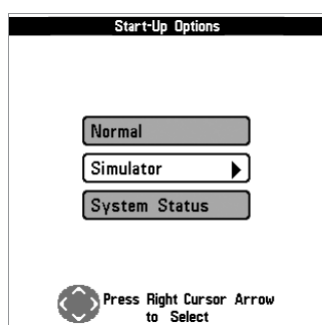 Start-Up Options
Normal
Simulator
System Status
Press Right Cursor Arrow
to Select